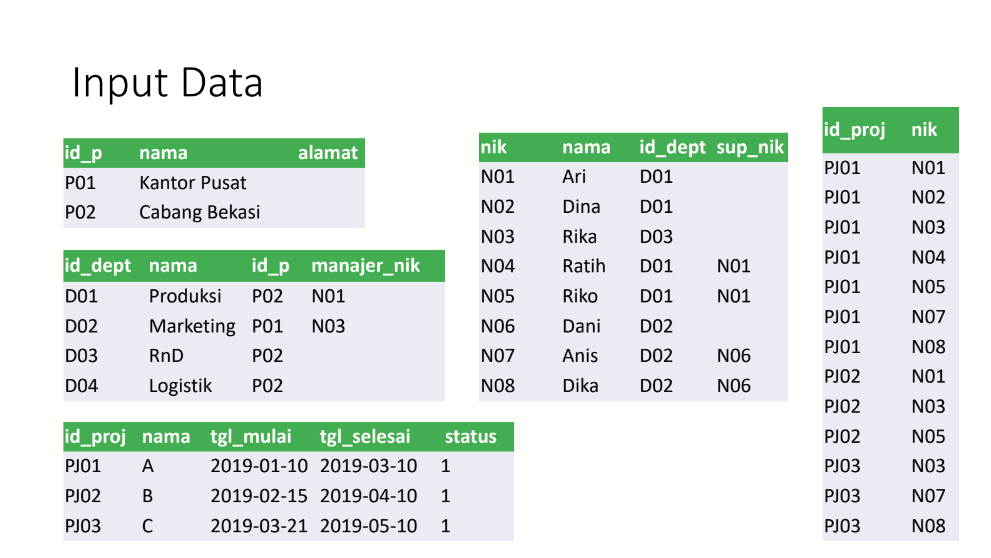 Input Data
id_p nama alamat
P01 Kantor Pusat
P02 Cabang Bekasi
id_dept nama id_p manajer_nik
D01 Produksi P02 N01
D02 Marketing P01 N03
D03 RnD P02
D04 Logistik P02
id_proj nama tgl_mulai tgl_selesai status
PJ01 A 2019-01-10 2019-03-10 1
PJ02 B 2019-02-15 2019-04-10 1
PJ03 C 2019-03-21 2019-05-10 1
nik nama id_dept sup_nik
N01 Ari D01
N02 Dina D01
N03 Rika D03
N04 Ratih D01 N01
N05 Riko D01 N01
N06 Dani D02
N07 Anis D02 N06
N08 Dika D02 N06
id_proj nik
PJ01 N01
PJ01 N02
PJ01 N03
PJ01 N04
PJ01 N05
PJ01 N07
PJ01 N08
PJ02 N01
PJ02 N03
PJ02 N05
PJ03 N03
PJ03 N07
PJ03 N08